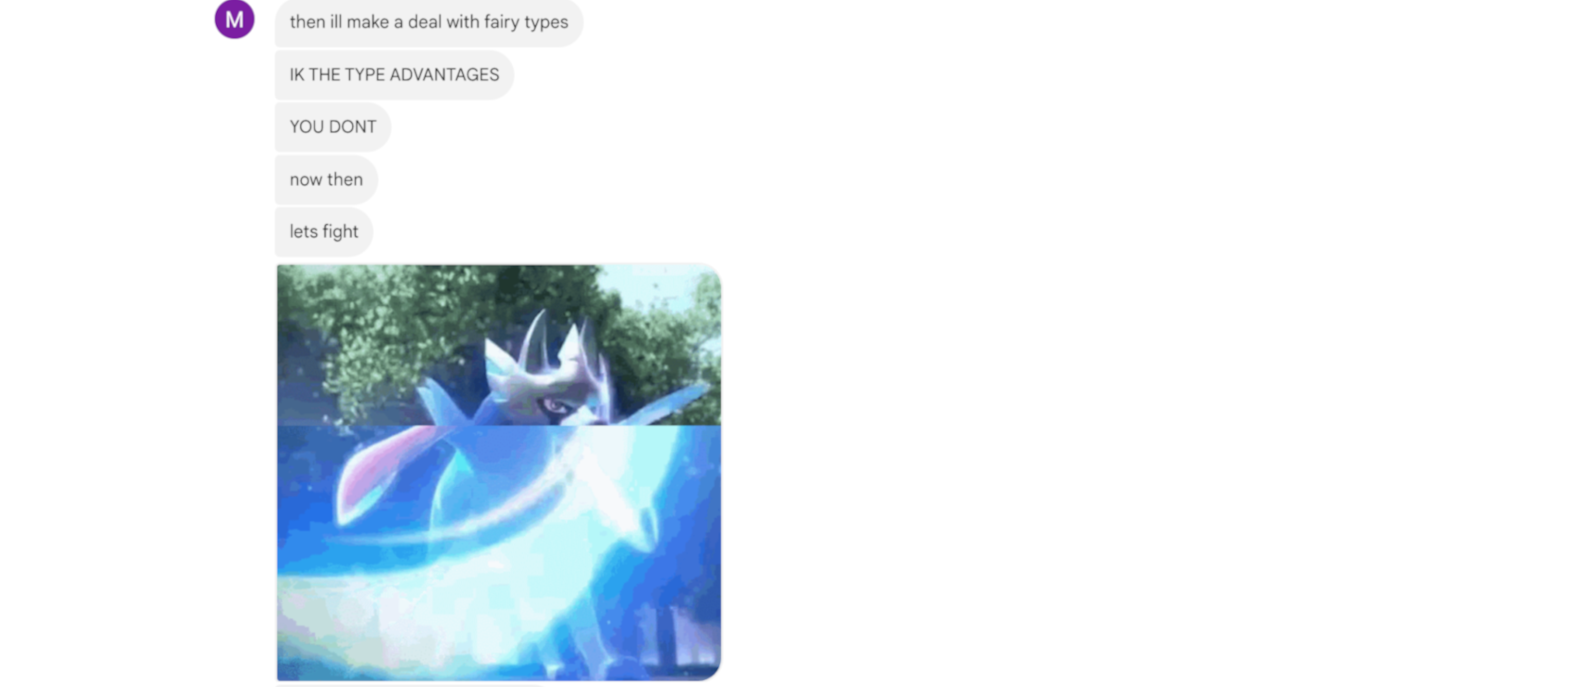 M
then ill make a deal with fairy types
IK THE TYPE ADVANTAGES
YOU DONT
now then
lets fight